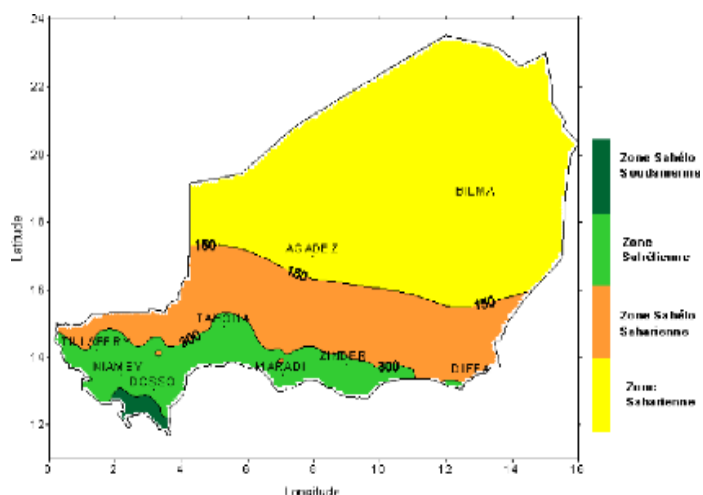 24
22
20
18
16
14
12
Latitude
0
2
4
6
8
10
12
14
16
Longitude
BILMA
AGADEZ
150
150
150
TAHOUA
300
TILLABERY
NIAMEY
DOSSO
MARADI
ZINDER
300
DIFFA
Zone Sahélo
Soudanienne
Zone
Sahélienne
Zone Sahélo
Saharienne
Zone
Saharienne